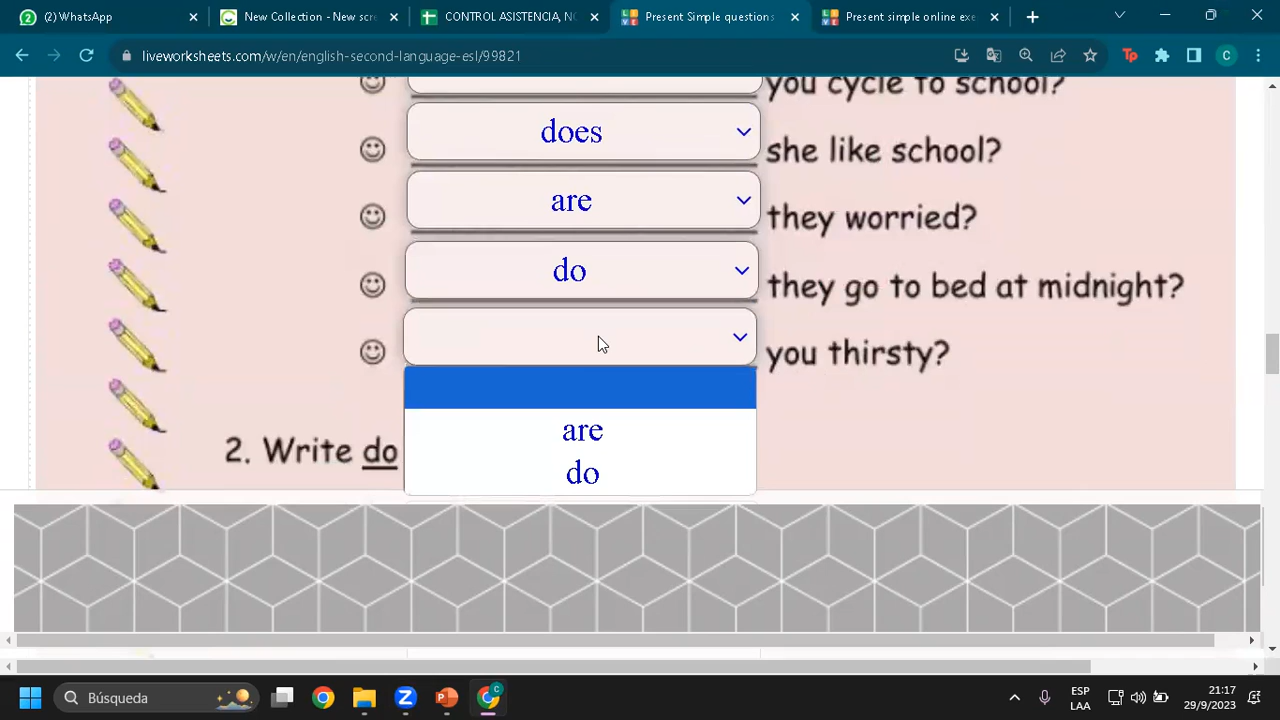 (2) WhatsApp
New Collection - New scr
CONTROL ASISTENCIA, NO
Present Simple questions
Present simple online exe
liveworksheets.com/w/en/english-second-language-esl/99821
Tp
C
you cycle to school?
does
she like school?
are
they worried?
do
they go to bed at midnight?
you thirsty?
are
2. Write do
do
Búsqueda
ESP
LAA
21:17
29/9/2023